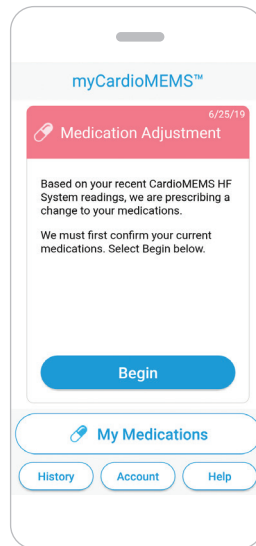 myCardioMEMS™
6/25/19
Medication Adjustment
Based on your recent CardioMEMS HF
System readings, we are prescribing a
change to your medications.
We must first confirm your current
medications. Select Begin below.
Begin
My Medications
History Account Help